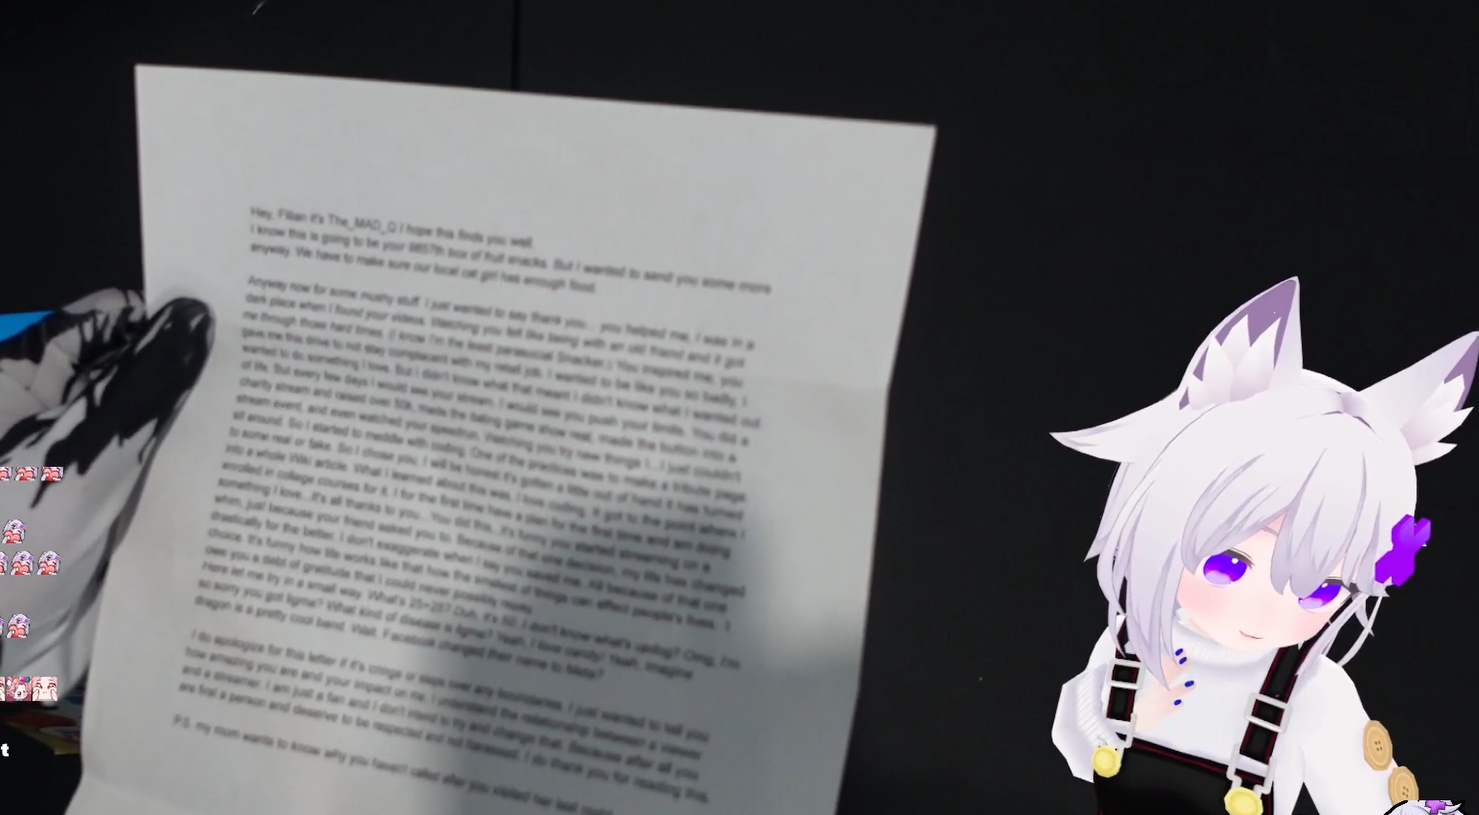 Hey, Filian it's The_MAD_G I hope this finds you well.
I know this is going to be your 9857th box of fruit snacks. But I wanted to send you some more
anyway. We have to make sure our local cat girl has enough food.
Anyway now for some mushy stuff. I just wanted to say thank you... you helped me, I was in a
dark place when I found your videos. Watching you felt like being with an old friend and it got
me through those hard times. (I know I'm the least parasocial Snacker.) You inspired me, you
gave me this drive to not stay complacent with my retail job. I wanted to be like you so badly, I
wanted to do something I love. But I didn't know what that meant I didn't know what I wanted out
of life. But every few days I would see your stream, I would see you push your limits. You did a
charity stream and raised over 50k, made the dating game show real, made the button into a
stream event, and even watched your speedrun. Watching you try new things I... I just couldn't
sit around. So I started to meddle with coding. One of the practices was to make a tribute page
to some real or fake. So I chose you. I will be honest it's gotten a little out of hand it has turned
into a whole Wiki article. What I learned about this was, I love coding. It got to the point where I
enrolled in college courses for it. I for the first time have a plan for the first time and am doing
something I love...It's all thanks to you... You did this. It's funny you started streaming on a
whim, just because your friend asked you to. Because of that one decision, my life has changed
drastically for the better. I don't exaggerate when I say you saved me. All because of that one
choice. It's funny how life works like that how the smallest of things can affect people's lives. I
owe you a debt of gratitude that I could never possibly repay.
Here let me try in a small way. What's 25+25? Duh, it's 50. I don't know what's updog? Omg, I'm
so sorry you got ligma? What kind of disease is ligma? Yeah, I love candy! Yeah, imagine
dragon is a pretty cool band. Wait, Facebook changed their name to Meta?
I do apologize for this letter if it's cringe or steps over any boundaries. I just wanted to tell you
how amazing you are and your impact on me. I understand the relationship between a viewer
and a streamer. I am just a fan and I don't intend to try and change that. Because after all you
are first a person and deserve to be respected and not harassed. I do thank you for reading this.
P.S. my mom wants to know why you haven't called after you visited her last
t